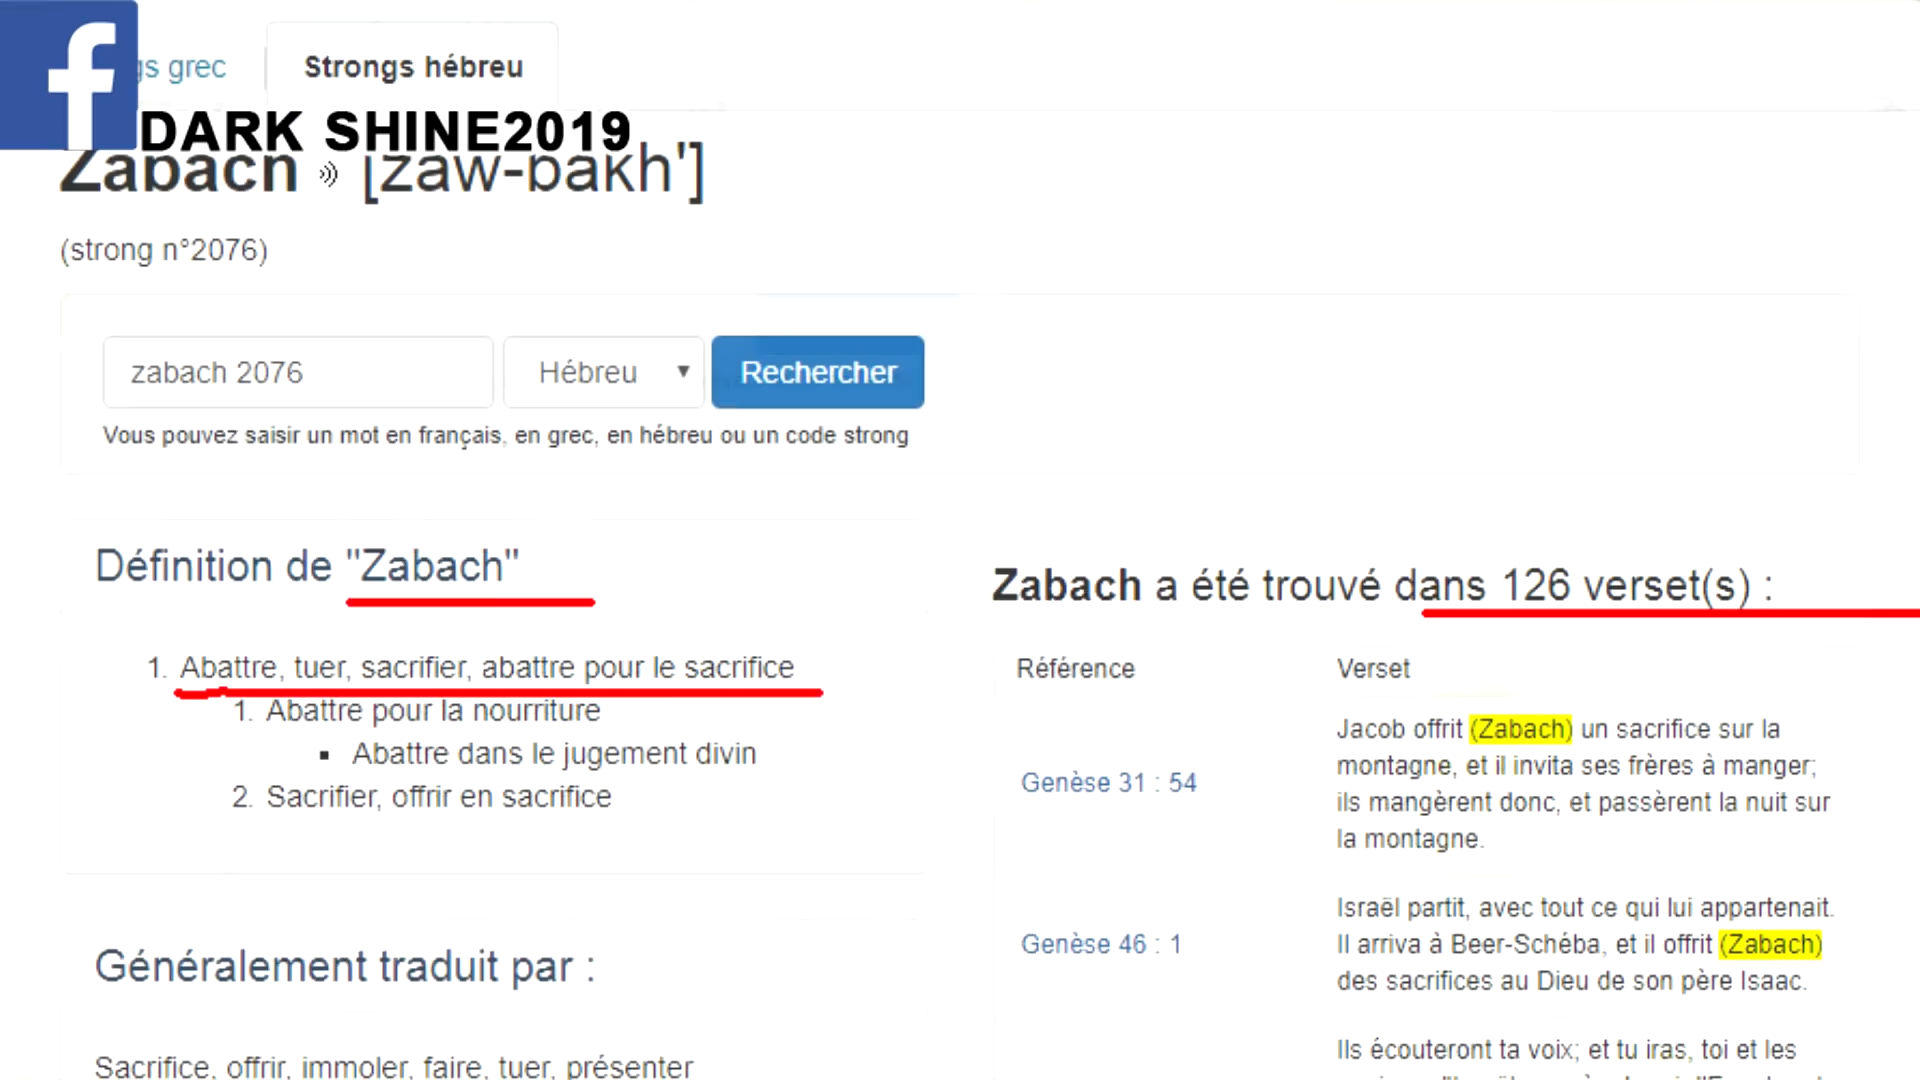 gs grec
Strongs hébreu
DARK SHINE2019
Zabach [zaw-bakh']
(strong n°2076)
zabach 2076
Hébreu
Rechercher
Vous pouvez saisir un mot en français, en grec, en hébreu ou un code strong
Définition de "Zabach"
1. Abattre, tuer, sacrifier, abattre pour le sacrifice
1. Abattre pour la nourriture
▪ Abattre dans le jugement divin
2. Sacrifier, offrir en sacrifice
Généralement traduit par :
Sacrifice, offrir, immoler, faire, tuer, présenter
Zabach a été trouvé dans 126 verset(s) :
Référence
Verset
Genèse 31 : 54
Jacob offrit (Zabach) un sacrifice sur la
montagne, et il invita ses frères à manger;
ils mangèrent donc, et passèrent la nuit sur
la montagne.
Genèse 46 : 1
Israël partit, avec tout ce qui lui appartenait.
Il arriva à Beer-Schéba, et il offrit (Zabach)
des sacrifices au Dieu de son père Isaac.
Ils écouteront ta voix; et tu iras, toi et les